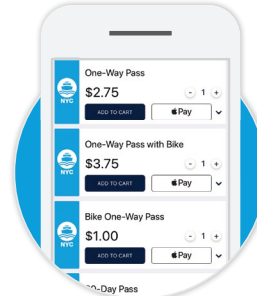 One-Way Pass
$2.75
- 1 +
NYC
ADD TO CART Pay
One-Way Pass with Bike
$3.75
- 1 +
NYC
ADD TO CART Pay
Bike One-Way Pass
$1.00
- 1 +
NYC
ADD TO CART Pay
0-Day Pass